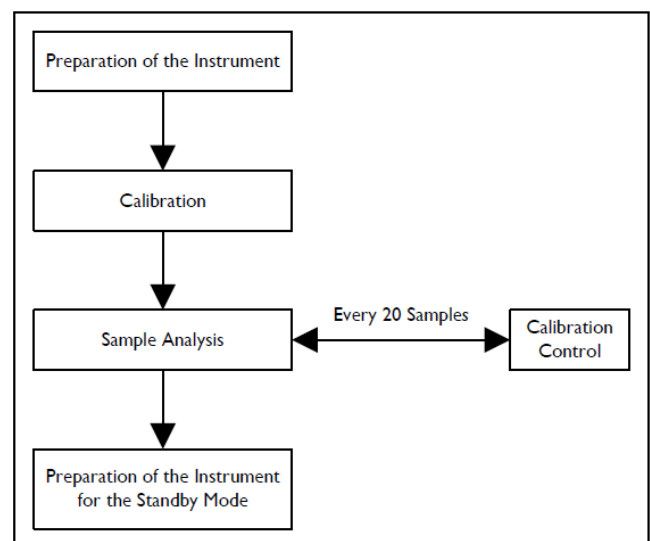 Preparation of the Instrument
Calibration
Every 20 Samples
Sample Analysis
Calibration
Control
Preparation of the Instrument
for the Standby Mode